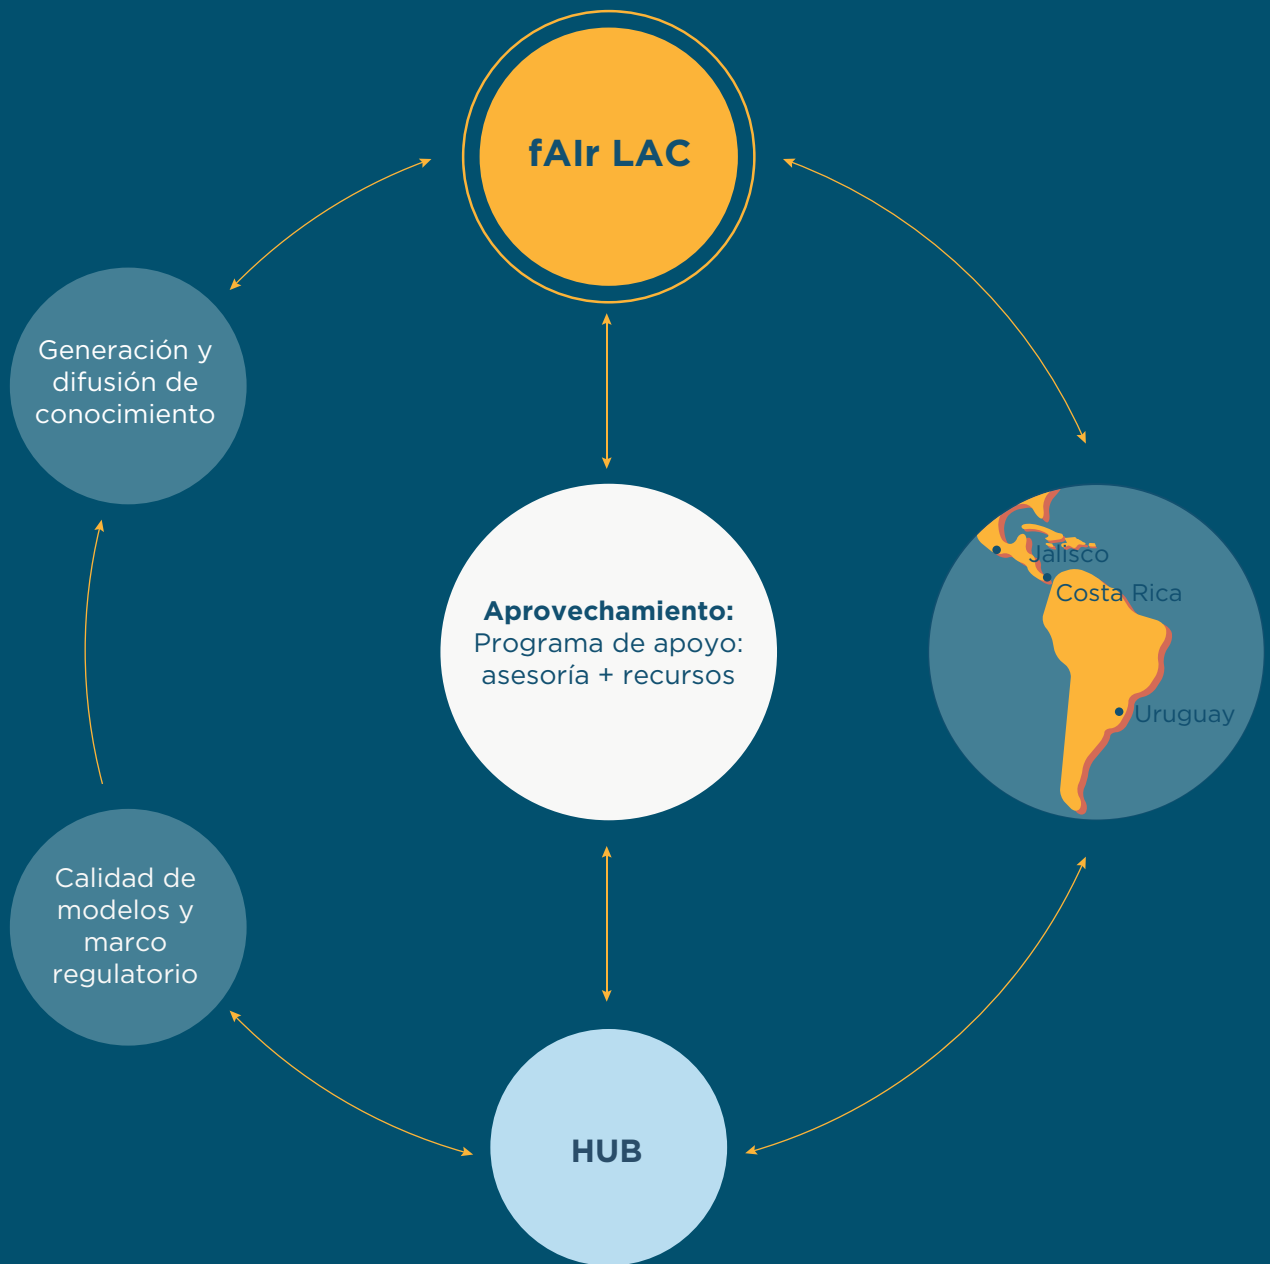 fAIr LAC
Generación y
difusión de
conocimiento
Aprovechamiento:
Programa de apoyo:
asesoría + recursos
Jalisco
Costa Rica
Uruguay
Calidad de
modelos y
marco
regulatorio
HUB